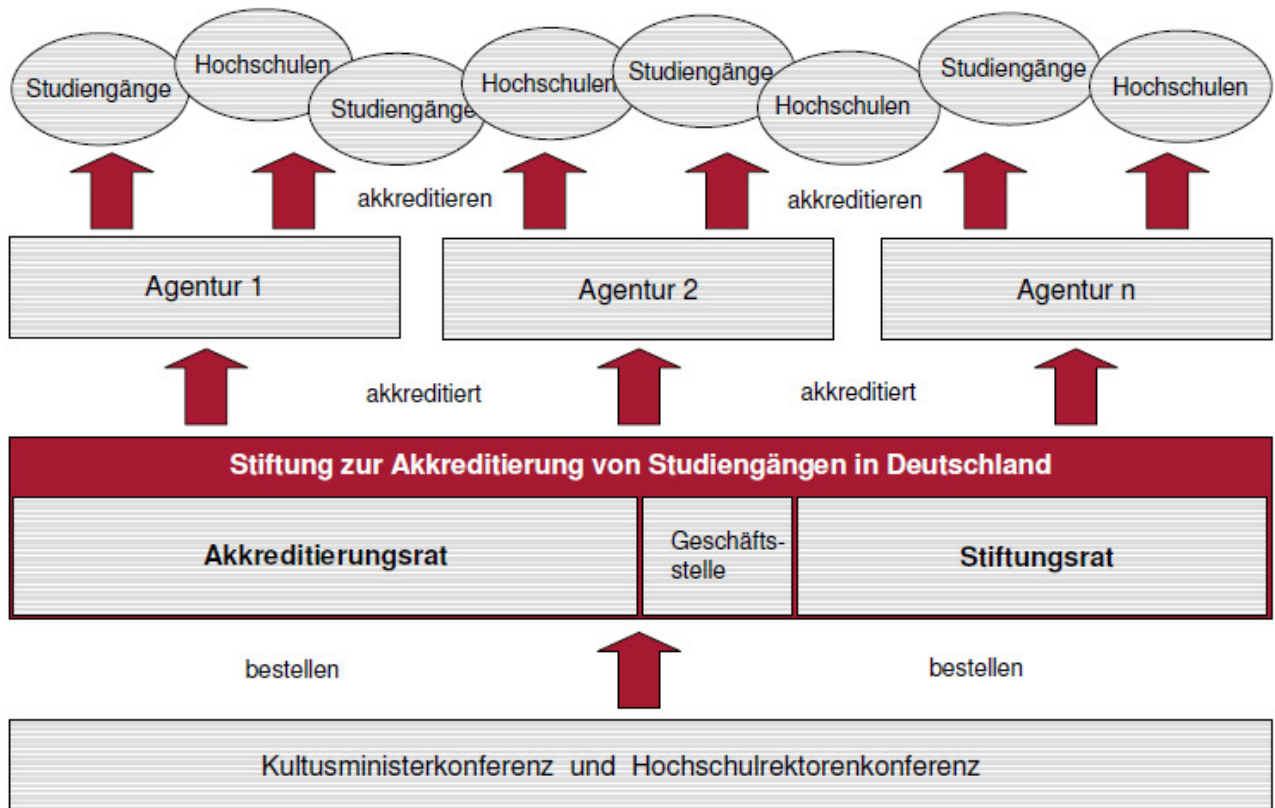 Studiengänge
Hochschulen
Studiengänge
Hochschulen
Studiengänge
Hochschulen
Studiengänge
Hochschulen
akkreditieren
akkreditieren
Agentur 1
Agentur 2
Agentur n
akkreditiert
akkreditiert
Stiftung zur Akkreditierung von Studiengängen in Deutschland
Akkreditierungsrat
Geschäfts-
stelle
Stiftungsrat
bestellen
bestellen
Kultusministerkonferenz und Hochschulrektorenkonferenz